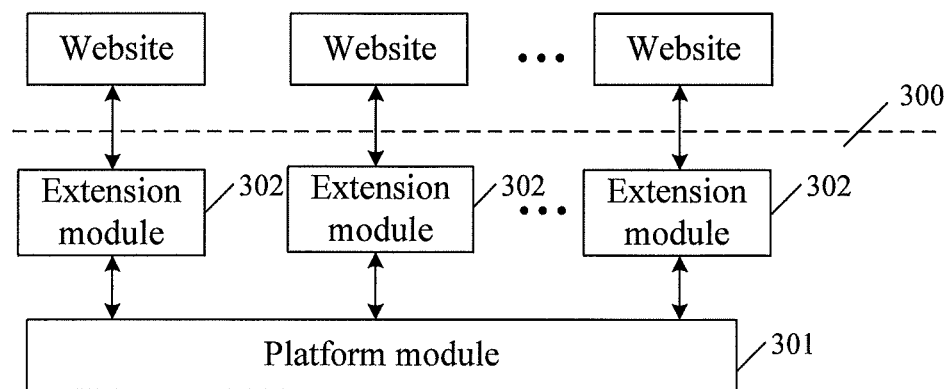 Website Website ••• Website
300
Extension module 302 Extension module 302 ••• Extension module 302
Platform module 301